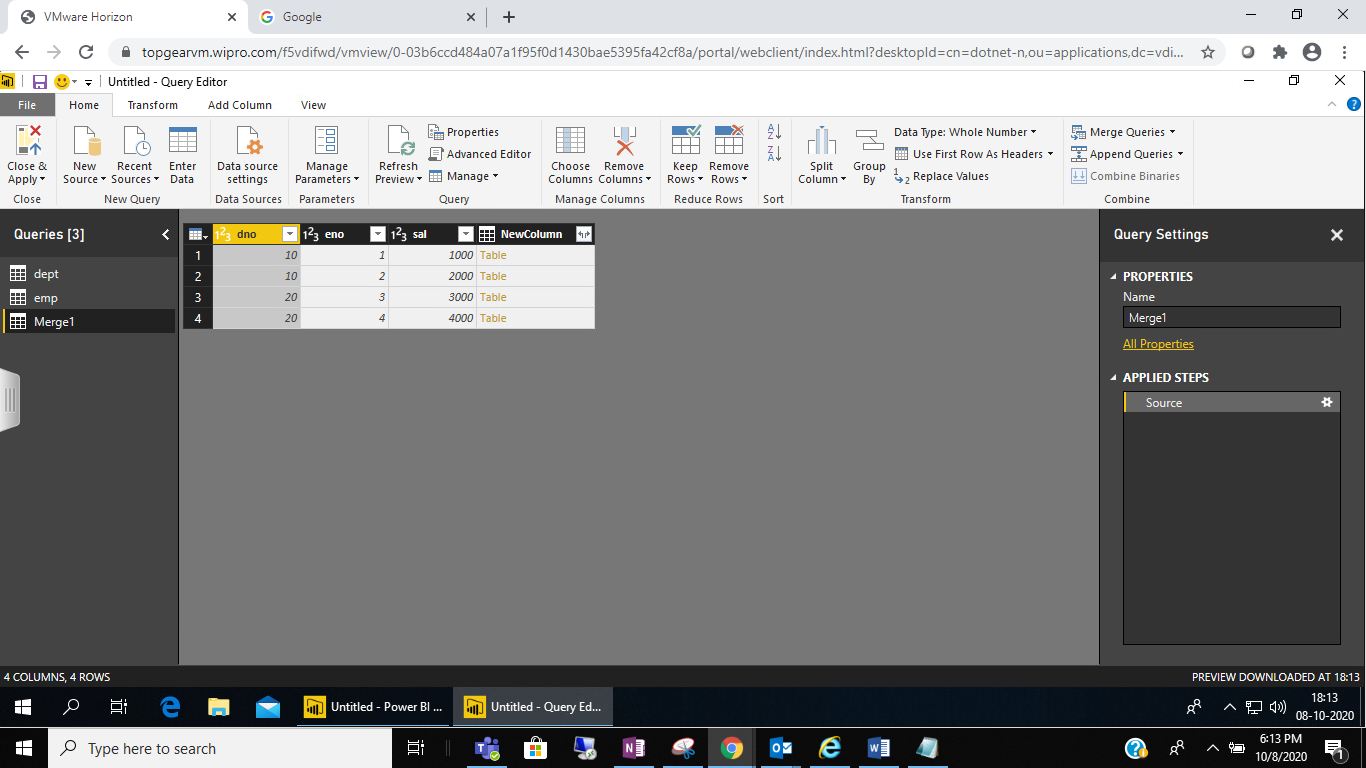 VMware Horizon
Google
topgearvm.wipro.com/f5vdifwd/vmview/0-03b6ccd484a07a1f95f0d1430bae5395fa42cf8a/portal/webclient/index.html?desktopId=cn=dotnet-n,ou=applications,dc=vdi...
Untitled - Query Editor
File Home Transform Add Column View
Close & Apply
New Source
Recent Sources
Enter Data
Data source settings
Manage Parameters
Refresh Preview
Properties
Advanced Editor
Manage
Choose Columns
Remove Columns
Keep Rows
Remove Rows
A Z
Z A
Split Column
Group By
Data Type: Whole Number
Use First Row As Headers
1 2 Replace Values
Merge Queries
Append Queries
Combine Binaries
Close New Query Data Sources Parameters Query Manage Columns Reduce Rows Sort Transform Combine
Queries [3]
dept
emp
Merge1
123 dno 123 eno 123 sal NewColumn
1 10 1 1000 Table
2 10 2 2000 Table
3 20 3 3000 Table
4 20 4 4000 Table
Query Settings
PROPERTIES
Name
Merge1
All Properties
APPLIED STEPS
Source
4 COLUMNS, 4 ROWS PREVIEW DOWNLOADED AT 18:13
Untitled - Power BI ...
Untitled - Query Ed...
18:13
08-10-2020
Type here to search
6:13 PM
10/8/2020
1